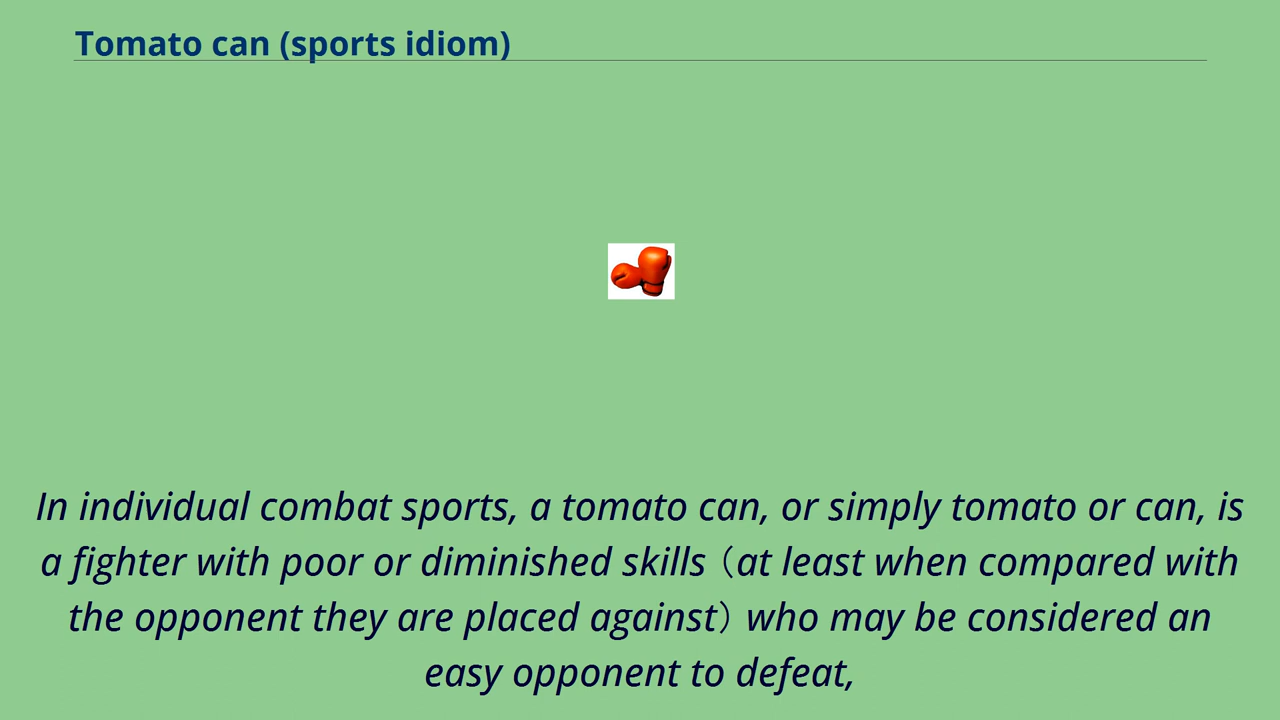 Tomato can (sports idiom)
In individual combat sports, a tomato can, or simply tomato or can, is
a fighter with poor or diminished skills (at least when compared with
the opponent they are placed against) who may be considered an
easy opponent to defeat,